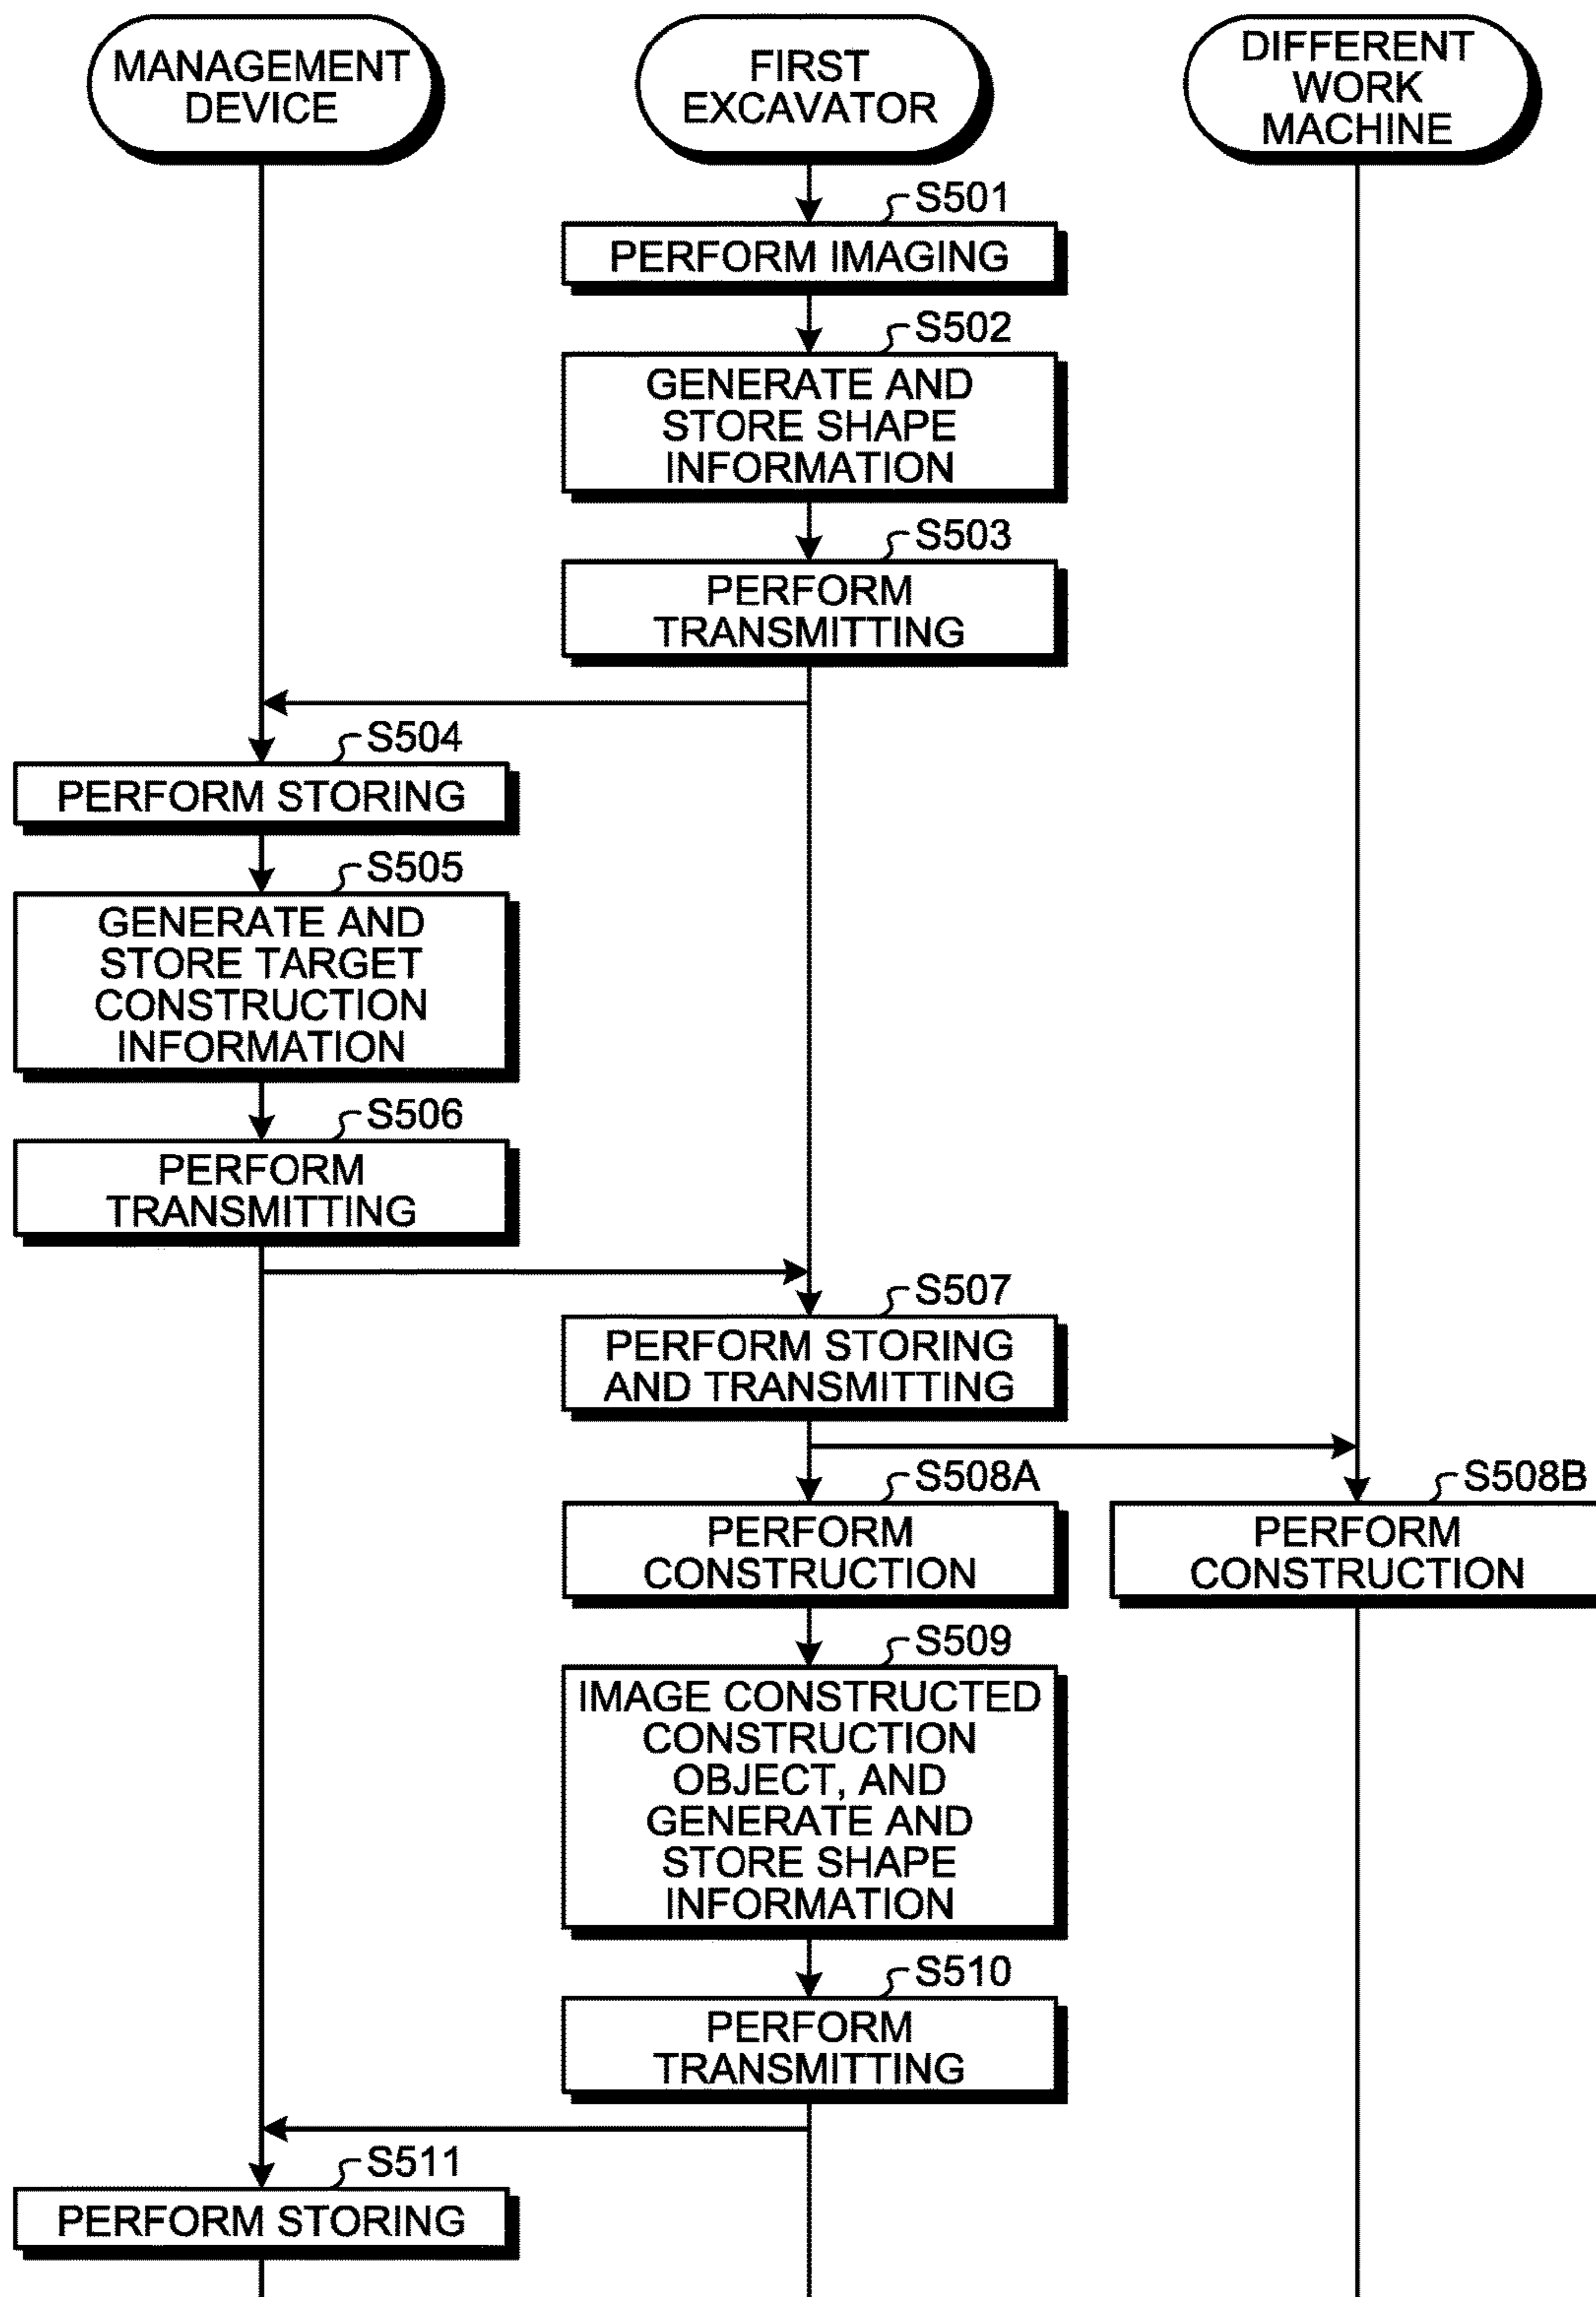 MANAGEMENT
DEVICE
FIRST
EXCAVATOR
DIFFERENT
WORK
MACHINE
S501
PERFORM IMAGING
S502
GENERATE AND
STORE SHAPE
INFORMATION
S503
PERFORM
TRANSMITTING
S504
PERFORM STORING
S505
GENERATE AND
STORE TARGET
CONSTRUCTION
INFORMATION
S506
PERFORM
TRANSMITTING
S507
PERFORM STORING
AND TRANSMITTING
S508A
PERFORM
CONSTRUCTION
S508B
PERFORM
CONSTRUCTION
S509
IMAGE CONSTRUCTED
CONSTRUCTION
OBJECT, AND
GENERATE AND
STORE SHAPE
INFORMATION
S510
PERFORM
TRANSMITTING
S511
PERFORM STORING